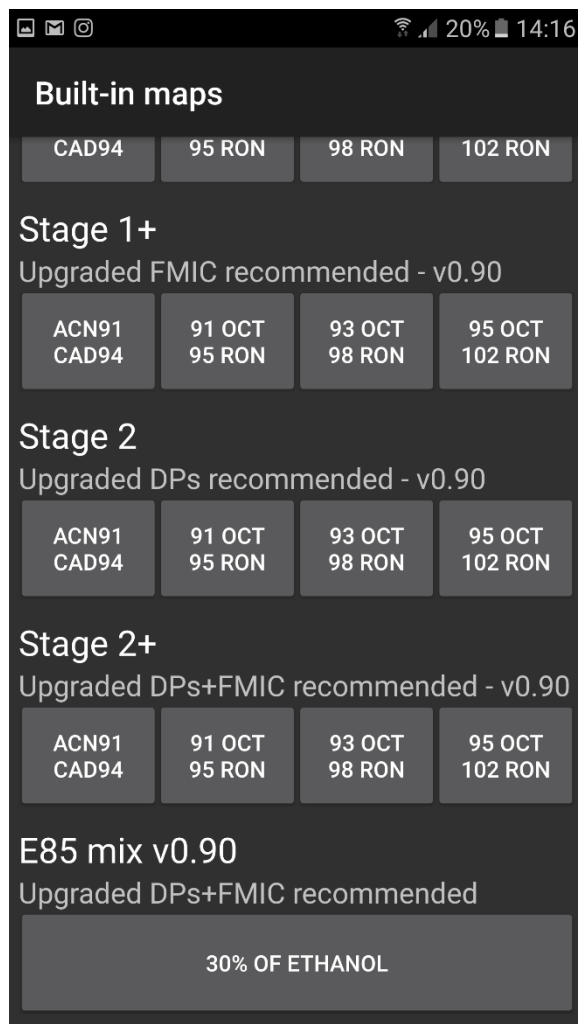 20% 14:16
Built-in maps
CAD94 95 RON 98 RON 102 RON
Stage 1+
Upgraded FMIC recommended - v0.90
ACN91 91 OCT 93 OCT 95 OCT
CAD94 95 RON 98 RON 102 RON
Stage 2
Upgraded DPs recommended - v0.90
ACN91 91 OCT 93 OCT 95 OCT
CAD94 95 RON 98 RON 102 RON
Stage 2+
Upgraded DPs+FMIC recommended - v0.90
ACN91 91 OCT 93 OCT 95 OCT
CAD94 95 RON 98 RON 102 RON
E85 mix v0.90
Upgraded DPs+FMIC recommended
30% OF ETHANOL